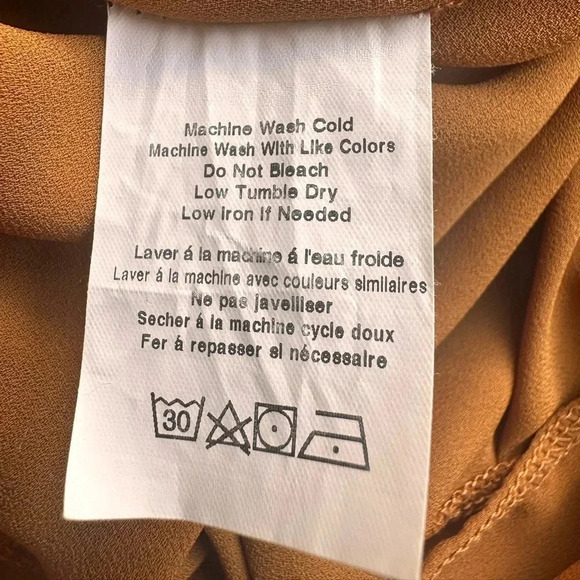 Machine Wash Cold
Machine Wash With Like Colors
Do Not Bleach
Low Tumble Dry
Low Iron If Needed
Laver á la machine á l'eau froide
Laver á la machine avec couleurs similaires
Ne pas javelliser
Secher á la machine cycle doux
Fer á repasser si nécessaire
30